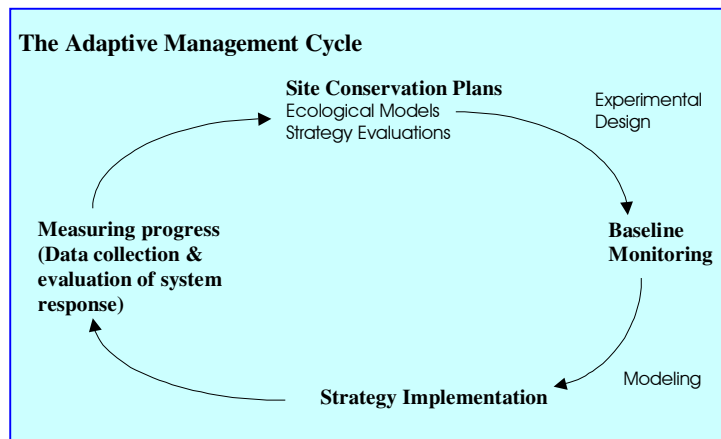 The Adaptive Management Cycle
Site Conservation Plans
Ecological Models
Strategy Evaluations
Experimental
Design
Baseline
Monitoring
Modeling
Strategy Implementation
Measuring progress
(Data collection &
evaluation of system
response)